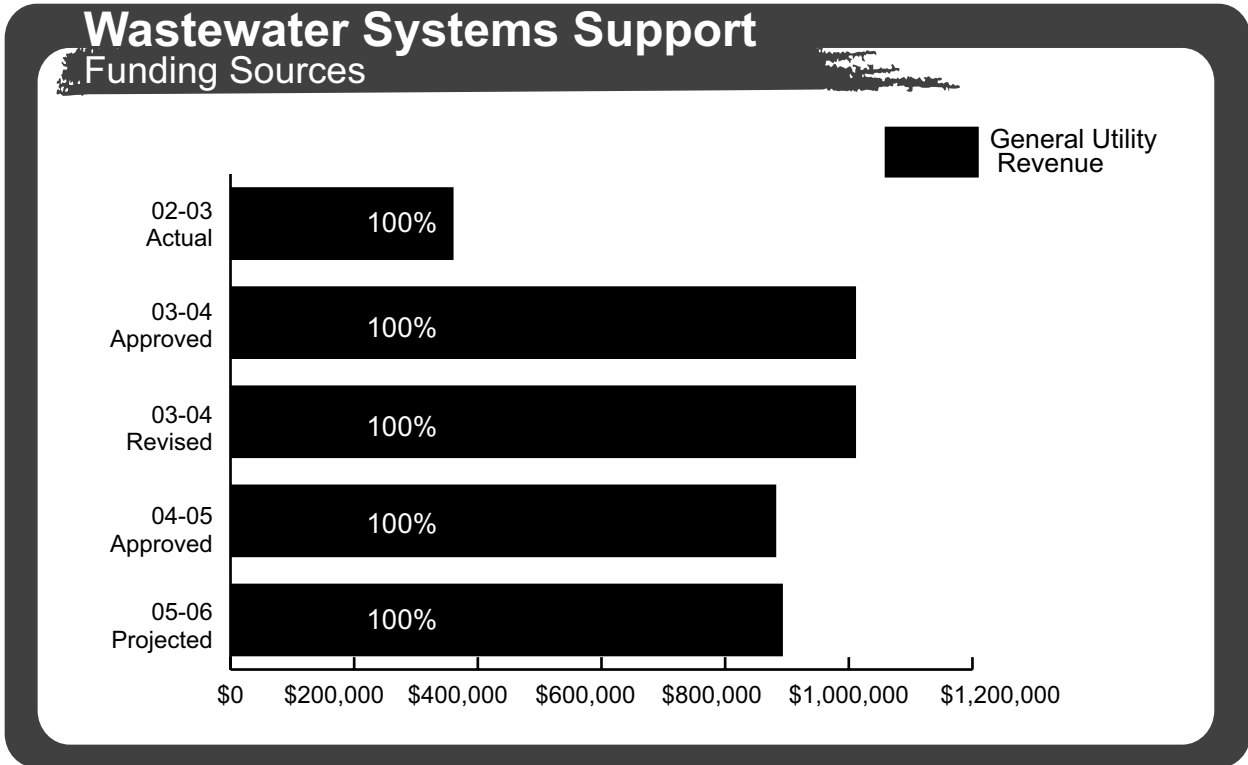 Wastewater Systems Support
Funding Sources
General Utility
Revenue
02-03
Actual
100%
03-04
Approved
100%
03-04
Revised
100%
04-05
Approved
100%
05-06
Projected
100%
$0 $200,000 $400,000 $600,000 $800,000 $1,000,000 $1,200,000